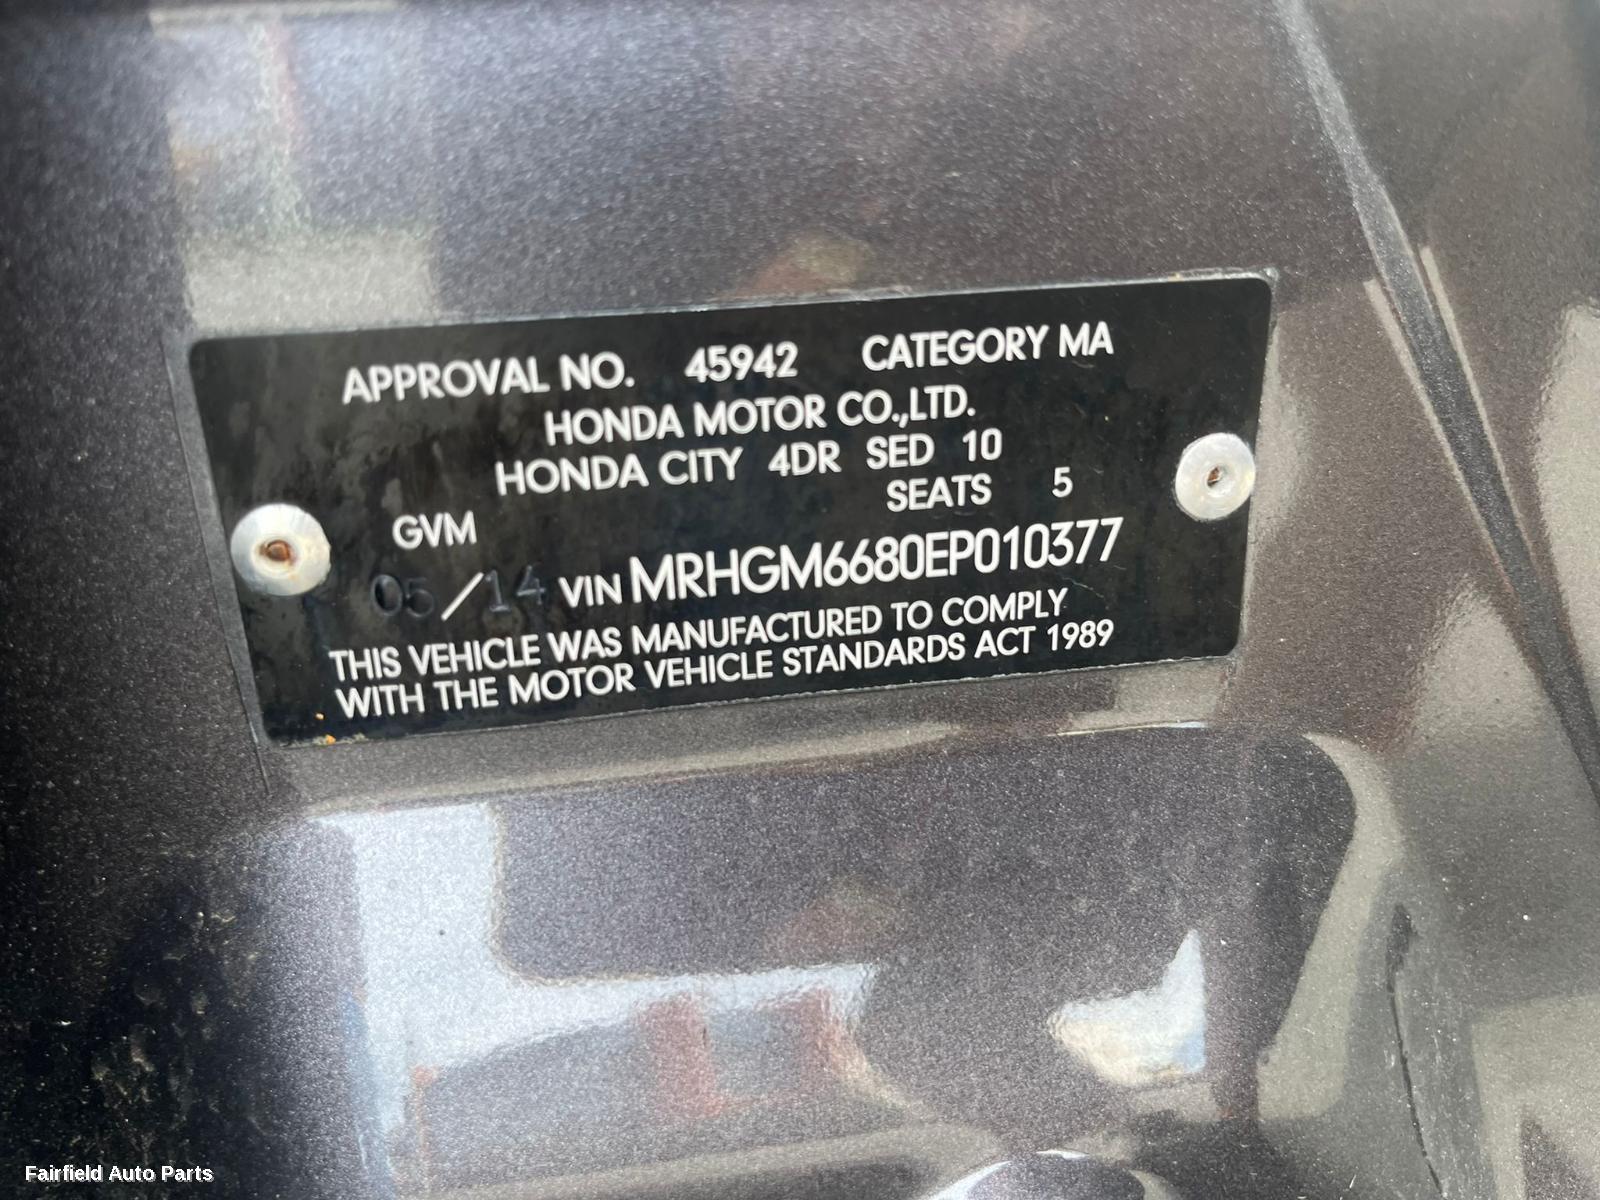 APPROVAL NO. 45942 CATEGORY MA
HONDA MOTOR CO.,LTD.
HONDA CITY 4DR SED 10
SEATS 5
GVM
05/14 VIN MRHGM6680EP010377
THIS VEHICLE WAS MANUFACTURED TO COMPLY
WITH THE MOTOR VEHICLE STANDARDS ACT 1989
Fairfield Auto Parts